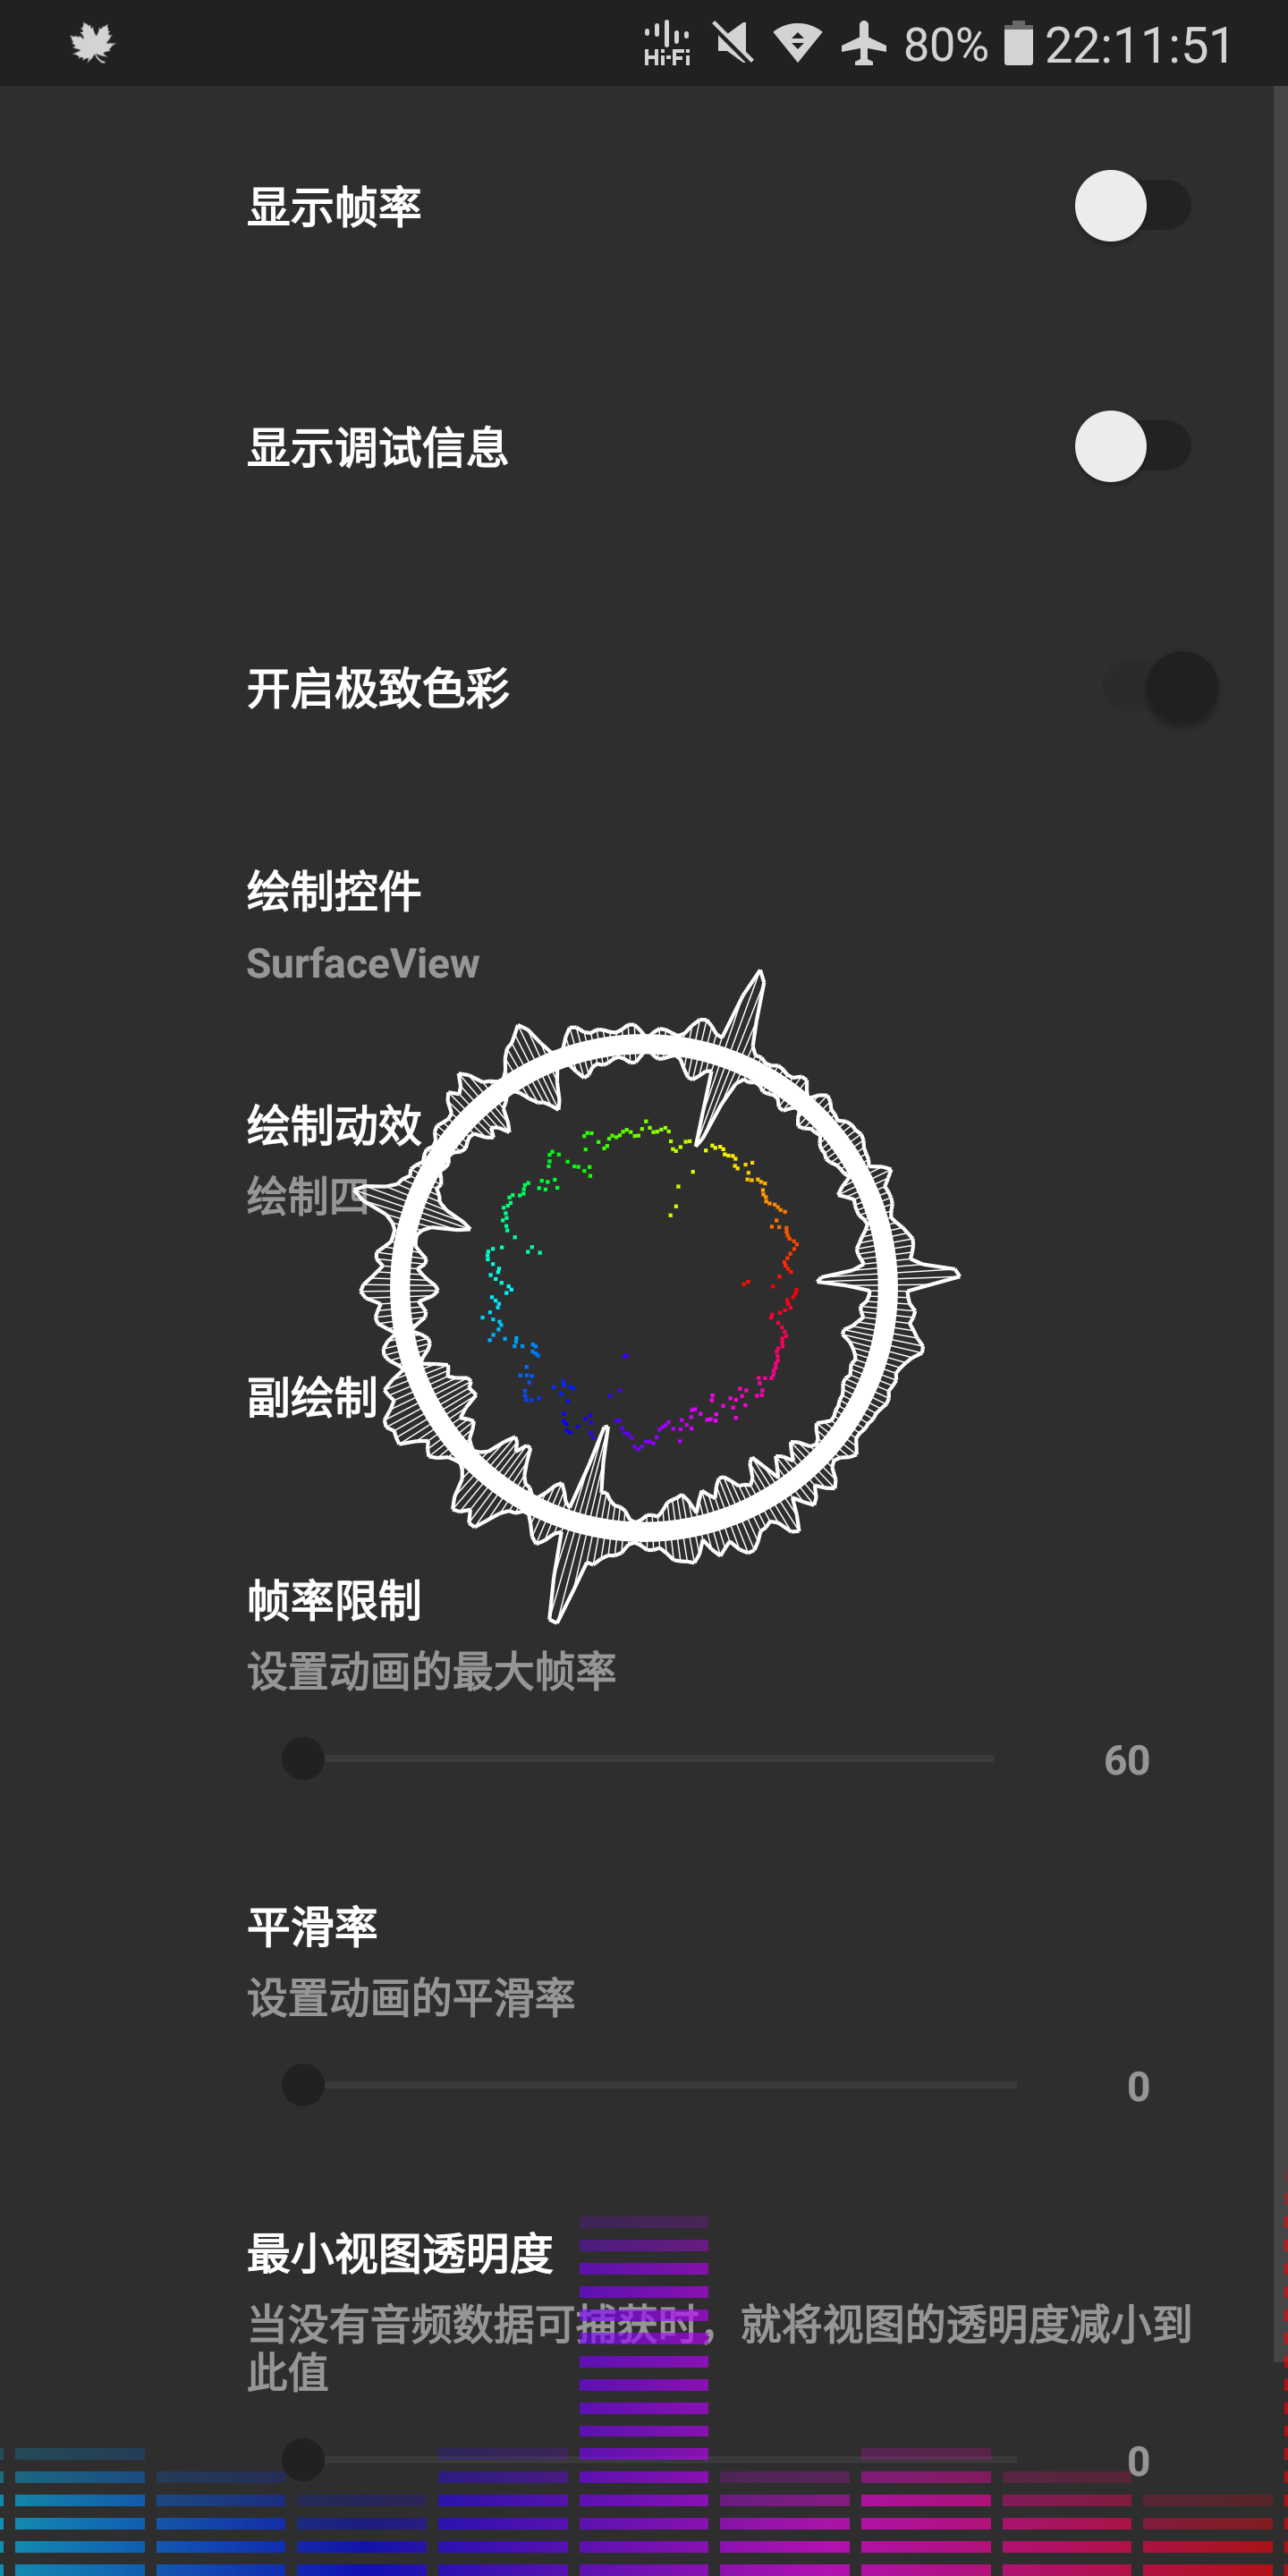 Hi-Fi 80% 22:11:51
显示帧率
显示调试信息
开启极致色彩
绘制控件
SurfaceView
绘制动效
绘制四
副绘制
帧率限制
设置动画的最大帧率
60
平滑率
设置动画的平滑率
0
最小视图透明度
当没有音频数据可捕获时，就将视图的透明度减小到
此值
0